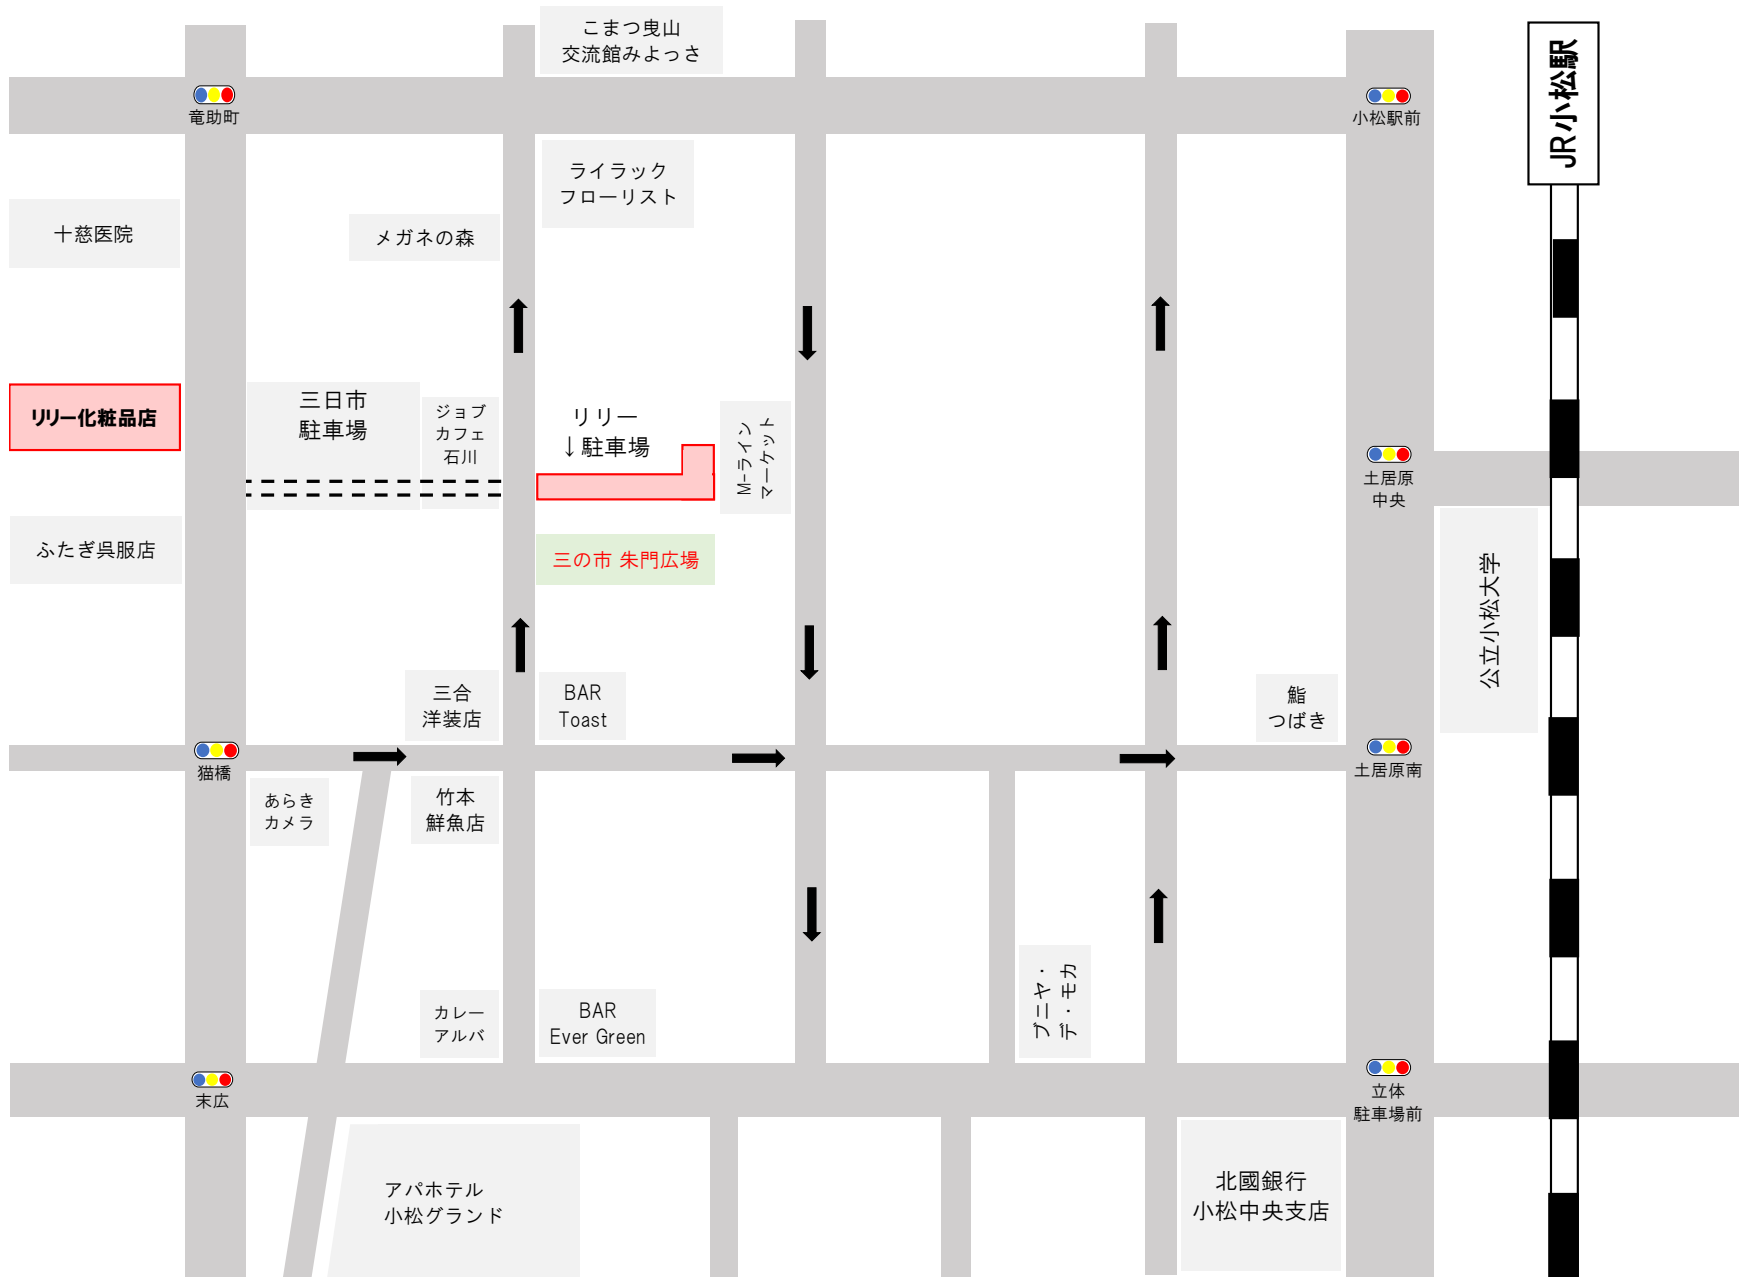 こまつ曳山
交流館みよっさ
JR小松駅
竜助町
小松駅前
ライラック
フローリスト
十慈医院
メガネの森
リリー化粧品店
三日市
駐車場
ジョブ
カフェ
石川
リリー
↓駐車場
M-ライン
マーケット
土居原
中央
ふたぎ呉服店
三の市 朱門広場
公立小松大学
三合
洋装店
BAR
Toast
鮨
つばき
猫橋
土居原南
あらき
カメラ
竹本
鮮魚店
カレー
アルバ
BAR
Ever Green
ブニヤ・
デ・モカ
末広
立体
駐車場前
アパホテル
小松グランド
北國銀行
小松中央支店